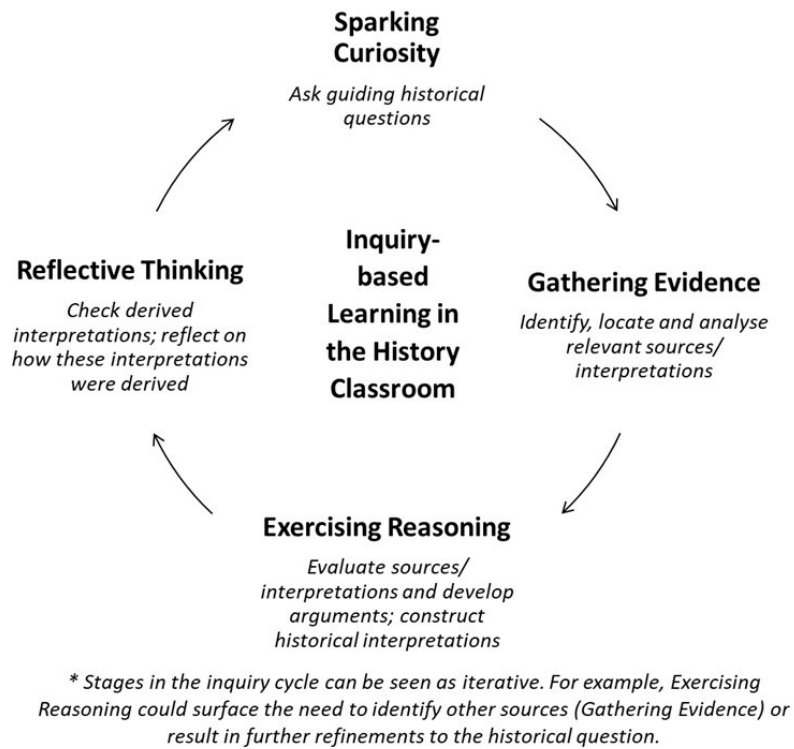 Sparking
Curiosity
Ask guiding historical
questions
Gathering Evidence
Identify, locate and analyse
relevant sources/
interpretations
Exercising Reasoning
Evaluate sources/
interpretations and develop
arguments; construct
historical interpretations
Reflective Thinking
Check derived
interpretations; reflect on
how these interpretations
were derived
Inquiry-
based
Learning in
the History
Classroom
* Stages in the inquiry cycle can be seen as iterative. For example, Exercising
Reasoning could surface the need to identify other sources (Gathering Evidence) or
result in further refinements to the historical question.